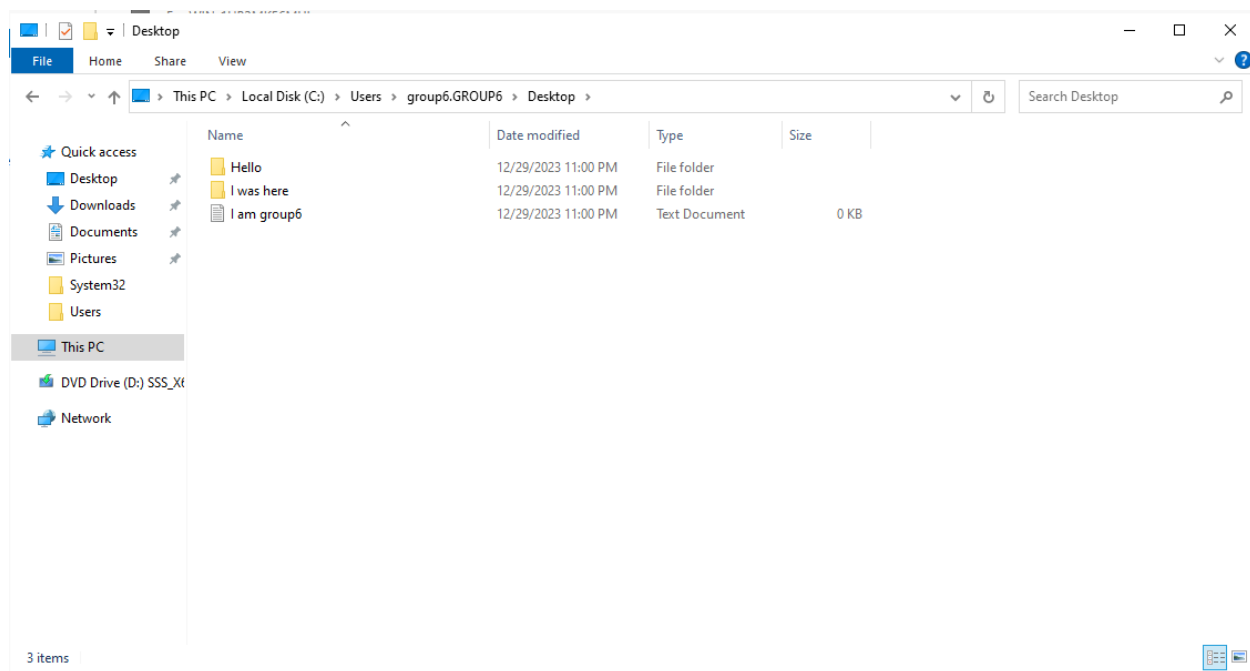 Desktop
File Home Share View
This PC > Local Disk (C:) > Users > group6.GROUP6 > Desktop >
Search Desktop
Name Date modified Type Size
Quick access
Desktop
Downloads
Documents
Pictures
System32
Users
This PC
DVD Drive (D:) SSS_X6
Network
Hello 12/29/2023 11:00 PM File folder
I was here 12/29/2023 11:00 PM File folder
I am group6 12/29/2023 11:00 PM Text Document 0 KB
3 items